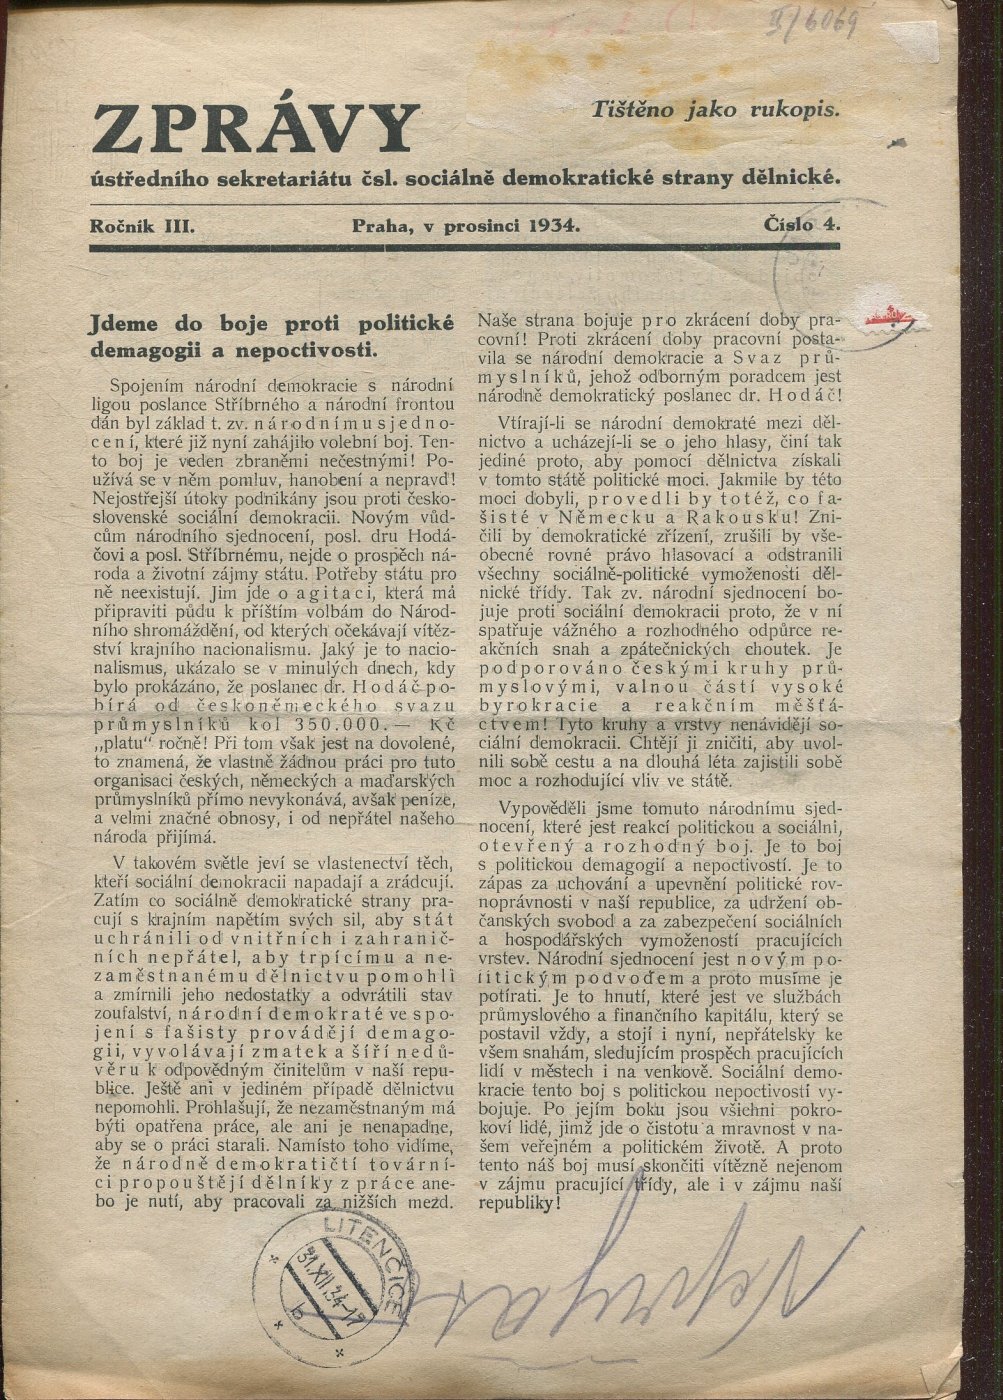 II/6069
ZPRÁVY
Tištěno jako rukopis.
ústředního sekretariátu čsl. sociálně demokratické strany dělnické.
Ročník III. Praha, v prosinci 1934. Číslo 4.
Jdeme do boje proti politické
demagogii a nepoctivosti.
Spojením národní demokracie s národní
ligou poslance Stříbrného a národní frontou
dán byl základ t. zv. národnímu sjedno-
cení, které již nyní zahájilo volební boj. Ten-
to boj je veden zbraněmi nečestnými! Po-
užívá se v něm pomluv, hanobení a nepravd!
Nejostřejší útoky podnikány jsou proti česko-
slovenské sociální demokracii. Novým vůd-
cům národního sjednocení, posl. dru Hodá-
čovi a posl. Stříbrnému, nejde o prospěch ná-
roda a životní zájmy státu. Potřeby státu pro
ně neexistují. Jim jde o agitaci, která má
připraviti půdu k příštím volbám do Národ-
ního shromáždění, od kterých očekávají vítěz-
ství krajního nacionalismu. Jaký je to nacio-
nalismus, ukázalo se v minulých dnech, kdy
bylo prokázáno, že poslanec dr. Hodáč po-
bírá od českoněmeckého svazu
průmyslníků kol 350.000.— Kč
„platu“ ročně! Při tom však jest na dovolené,
to znamená, že vlastně žádnou práci pro tuto
organisaci českých, německých a maďarských
průmyslníků přímo nevykonává, avšak peníze,
a velmi značné obnosy, i od nepřátel našeho
národa přijímá.
V takovém světle jeví se vlastenectví těch,
kteří sociální demokracii napadají a zrádcují.
Zatím co sociálně demokratické strany pra-
cují s krajním napětím svých sil, aby stát
uchránili od vnitřních i zahranič-
ních nepřátel, aby trpícímu a ne-
zaměstnanému dělnictvu pomohli
a zmírnili jeho nedostatky a odvrátili stav
zoufalství, národní demokraté ve spo-
jení s fašisty provádějí demago-
gii, vyvolávají zmatek a šíří nedů-
věru k odpovědným činitelům v naší repu-
blice. Ještě ani v jediném případě dělnictvu
nepomohli. Prohlašují, že nezaměstnaným má
býti opatřena práce, ale ani je nenapadne,
aby se o práci starali. Namísto toho vidíme,
že národně demokratičtí tovární-
ci propouštějí dělníky z práce ane-
bo je nutí, aby pracovali za nižších mezd.
Naše strana bojuje pro zkrácení doby pra-
covní! Proti zkrácení doby pracovní posta-
vila se národní demokracie a Svaz prů-
myslníků, jehož odborným poradcem jest
národně demokratický poslanec dr. Hodáč!
Vtírají-li se národní demokraté mezi děl-
nictvo a ucházejí-li se o jeho hlasy, činí tak
jedině proto, aby pomocí dělnictva získali
v tomto státě politické moci. Jakmile by této
moci dobyli, provedli by totéž, co fa-
šisté v Německu a Rakousku! Zni-
čili by demokratické zřízení, zrušili by vše-
obecné rovné právo hlasovací a odstranili
všechny sociálně-politické vymoženosti děl-
nické třídy. Tak zv. národní sjednocení bo-
juje proti sociální demokracii proto, že v ní
spatřuje vážného a rozhodného odpůrce re-
akčních snah a zpátečnických choutek. Je
podporováno českými kruhy prů-
myslovými, valnou částí vysoké
byrokracie a reakčním měšťá-
ctvem! Tyto kruhy a vrstvy nenávidějí so-
ciální demokracii. Chtějí ji zničiti, aby uvol-
nili sobě cestu a na dlouhá léta zajistili sobě
moc a rozhodující vliv ve státě.
Vypověděli jsme tomuto národnímu sjed-
nocení, které jest reakcí politickou a sociální,
otevřený a rozhodný boj. Je to boj
s politickou demagogií a nepoctivostí. Je to
zápas za uchování a upevnění politické rov-
noprávnosti v naší republice, za udržení ob-
čanských svobod a za zabezpečení sociálních
a hospodářských vymožeností pracujících
vrstev. Národní sjednocení jest novým po-
litickým podvodem a proto musíme je
potírati. Je to hnutí, které jest ve službách
průmyslového a finančního kapitálu, který se
postavil vždy, a stojí i nyní, nepřátelsky ke
všem snahám, sledujícím prospěch pracujících
lidí v městech i na venkově. Sociální demo-
kracie tento boj s politickou nepoctivostí vy-
bojuje. Po jejím boku jsou všichni pokro-
koví lidé, jimž jde o čistotu a mravnost v na-
šem veřejném a politickém životě. A proto
tento náš boj musí skončiti vítězně nejenom
v zájmu pracující třídy, ale i v zájmu naší
republiky!
LITENČICE
31.XII.34-17
b